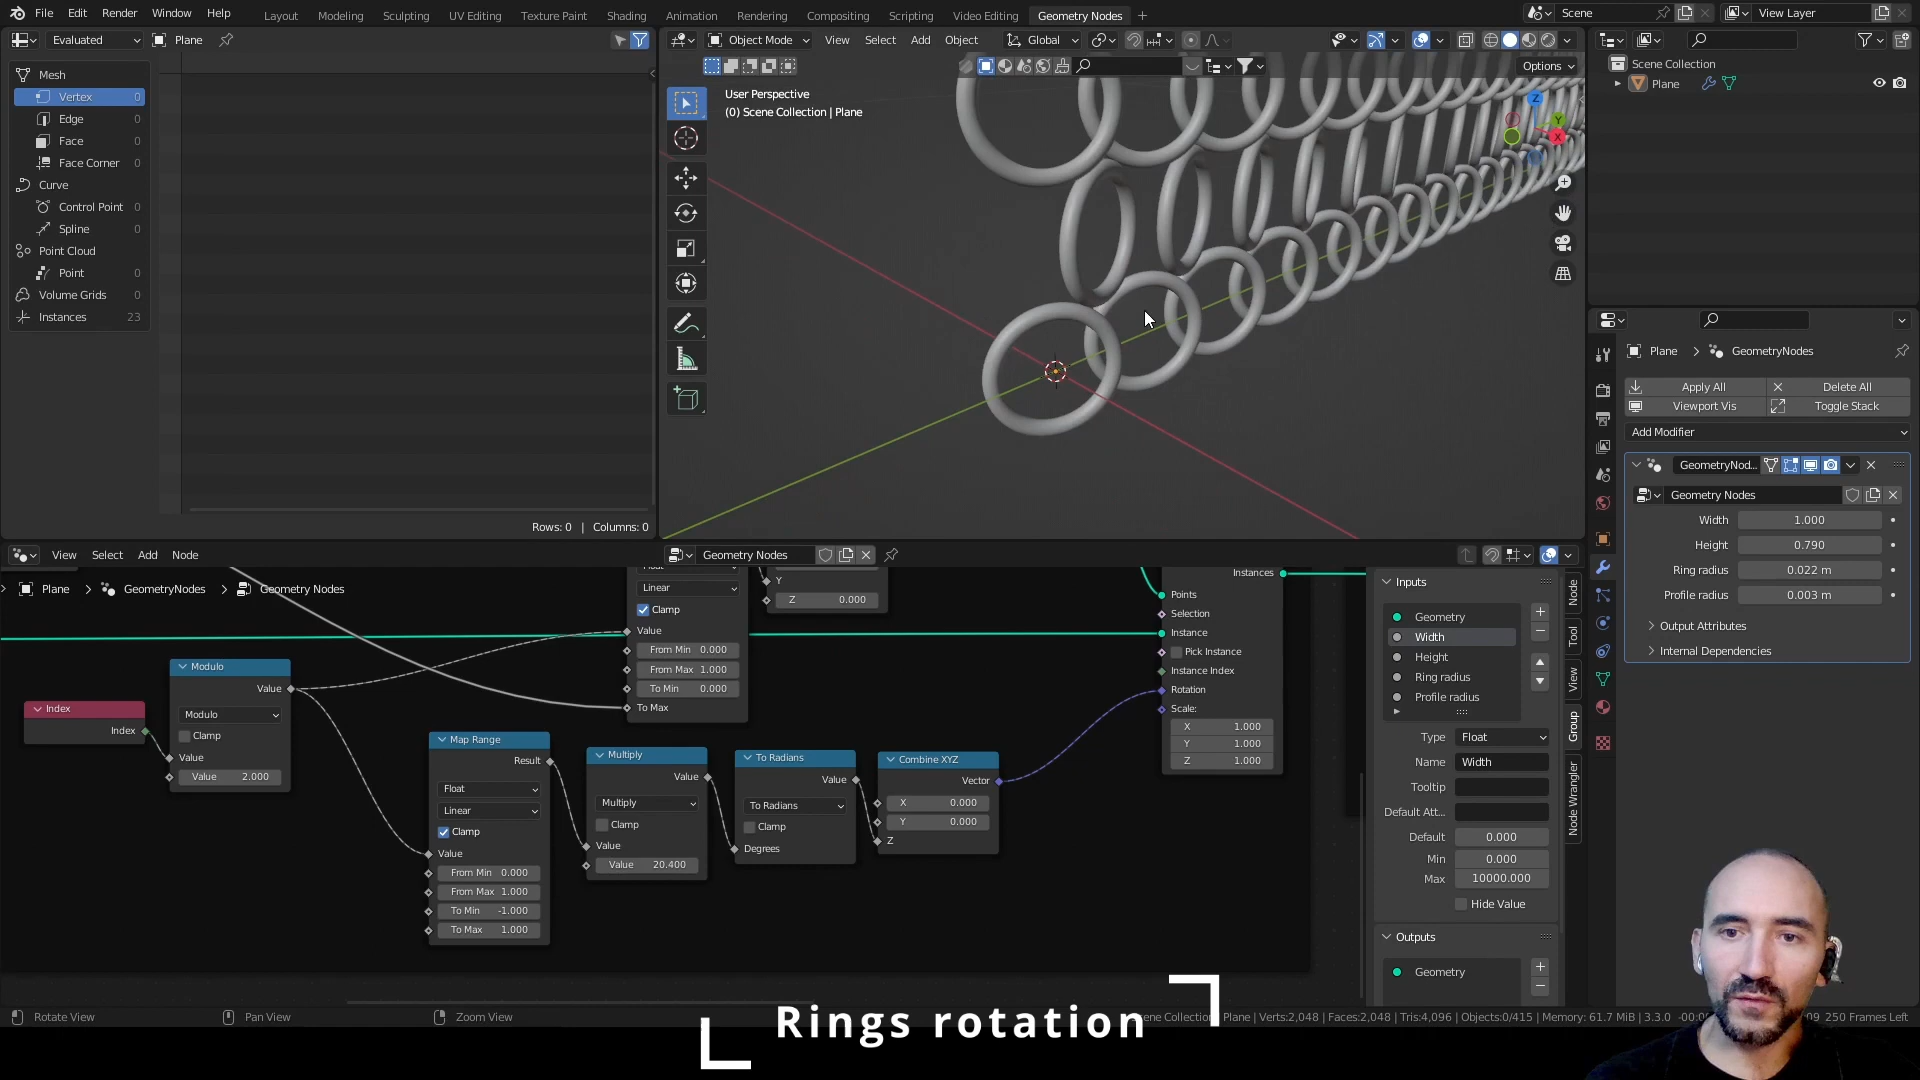 File Edit Render Window Help Layout Modeling Sculpting UV Editing Texture Paint Shading Animation Rendering Compositing Scripting Video Editing Geometry Nodes + Scene View Layer
Evaluated Plane
Object Mode View Select Add Object Global
Options
Mesh
Vertex 0
Edge 0
Face 0
Face Corner 0
Curve
Control Point 0
Spline 0
Point Cloud
Point 0
Volume Grids 0
Instances 23
Rows: 0 | Columns: 0
User Perspective
(0) Scene Collection | Plane
Z
Y
X
Scene Collection
Plane
Plane > GeometryNodes
Apply All Delete All
Viewport Vis Toggle Stack
Add Modifier
GeometryNod...
Geometry Nodes
Width 1.000
Height 0.790
Ring radius 0.022 m
Profile radius 0.003 m
Output Attributes
Internal Dependencies
View Select Add Node Geometry Nodes
Plane > GeometryNodes > Geometry Nodes
Index
Index
Modulo
Value
Modulo
Clamp
Value
Value 2.000
Linear
Clamp
Value
From Min 0.000
From Max 1.000
To Min 0.000
To Max
Y
Z 0.000
Map Range
Result
Float
Linear
Clamp
Value
From Min 0.000
From Max 1.000
To Min -1.000
To Max 1.000
Multiply
Value
Multiply
Clamp
Value
Value 20.400
To Radians
Value
To Radians
Clamp
Degrees
Combine XYZ
Vector
X 0.000
Y 0.000
Z
Instances
Points
Selection
Instance
Pick Instance
Instance Index
Rotation
Scale:
X 1.000
Y 1.000
Z 1.000
Inputs
Geometry
Width
Height
Ring radius
Profile radius
Type Float
Name Width
Tooltip
Default Att...
Default 0.000
Min 0.000
Max 10000.000
Hide Value
Outputs
Geometry
Node
Tool
View
Group
Node Wrangler
Rotate View Pan View Zoom View
cene Collection | Plane | Verts:2,048 | Faces:2,048 | Tris:4,096 | Objects:0/415 | Memory: 61.7 MiB | 3.3.0
250 Frames Left
Rings rotation